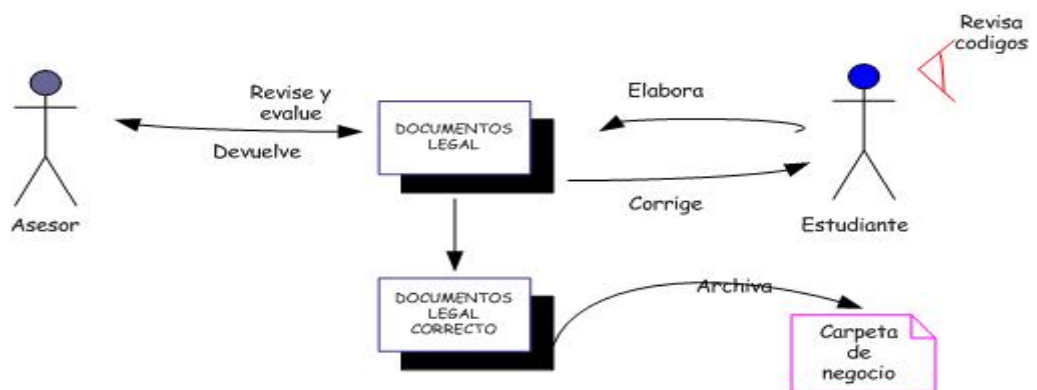 Revisa
codigos
Revise y
evalue
Devuelve
DOCUMENTOS
LEGAL
Elabora
Corrige
Asesor
Estudiante
DOCUMENTOS
LEGAL
CORRECTO
Archiva
Carpeta
de
negocio